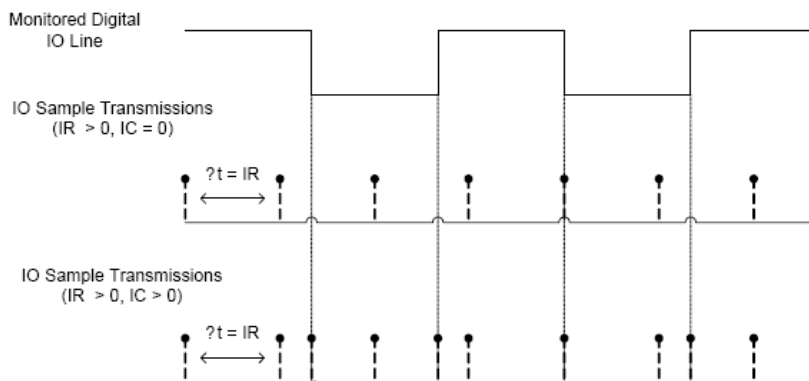 Monitored Digital
IO Line
IO Sample Transmissions
(IR > 0, IC = 0)
?t = IR
IO Sample Transmissions
(IR > 0, IC > 0)
?t = IR